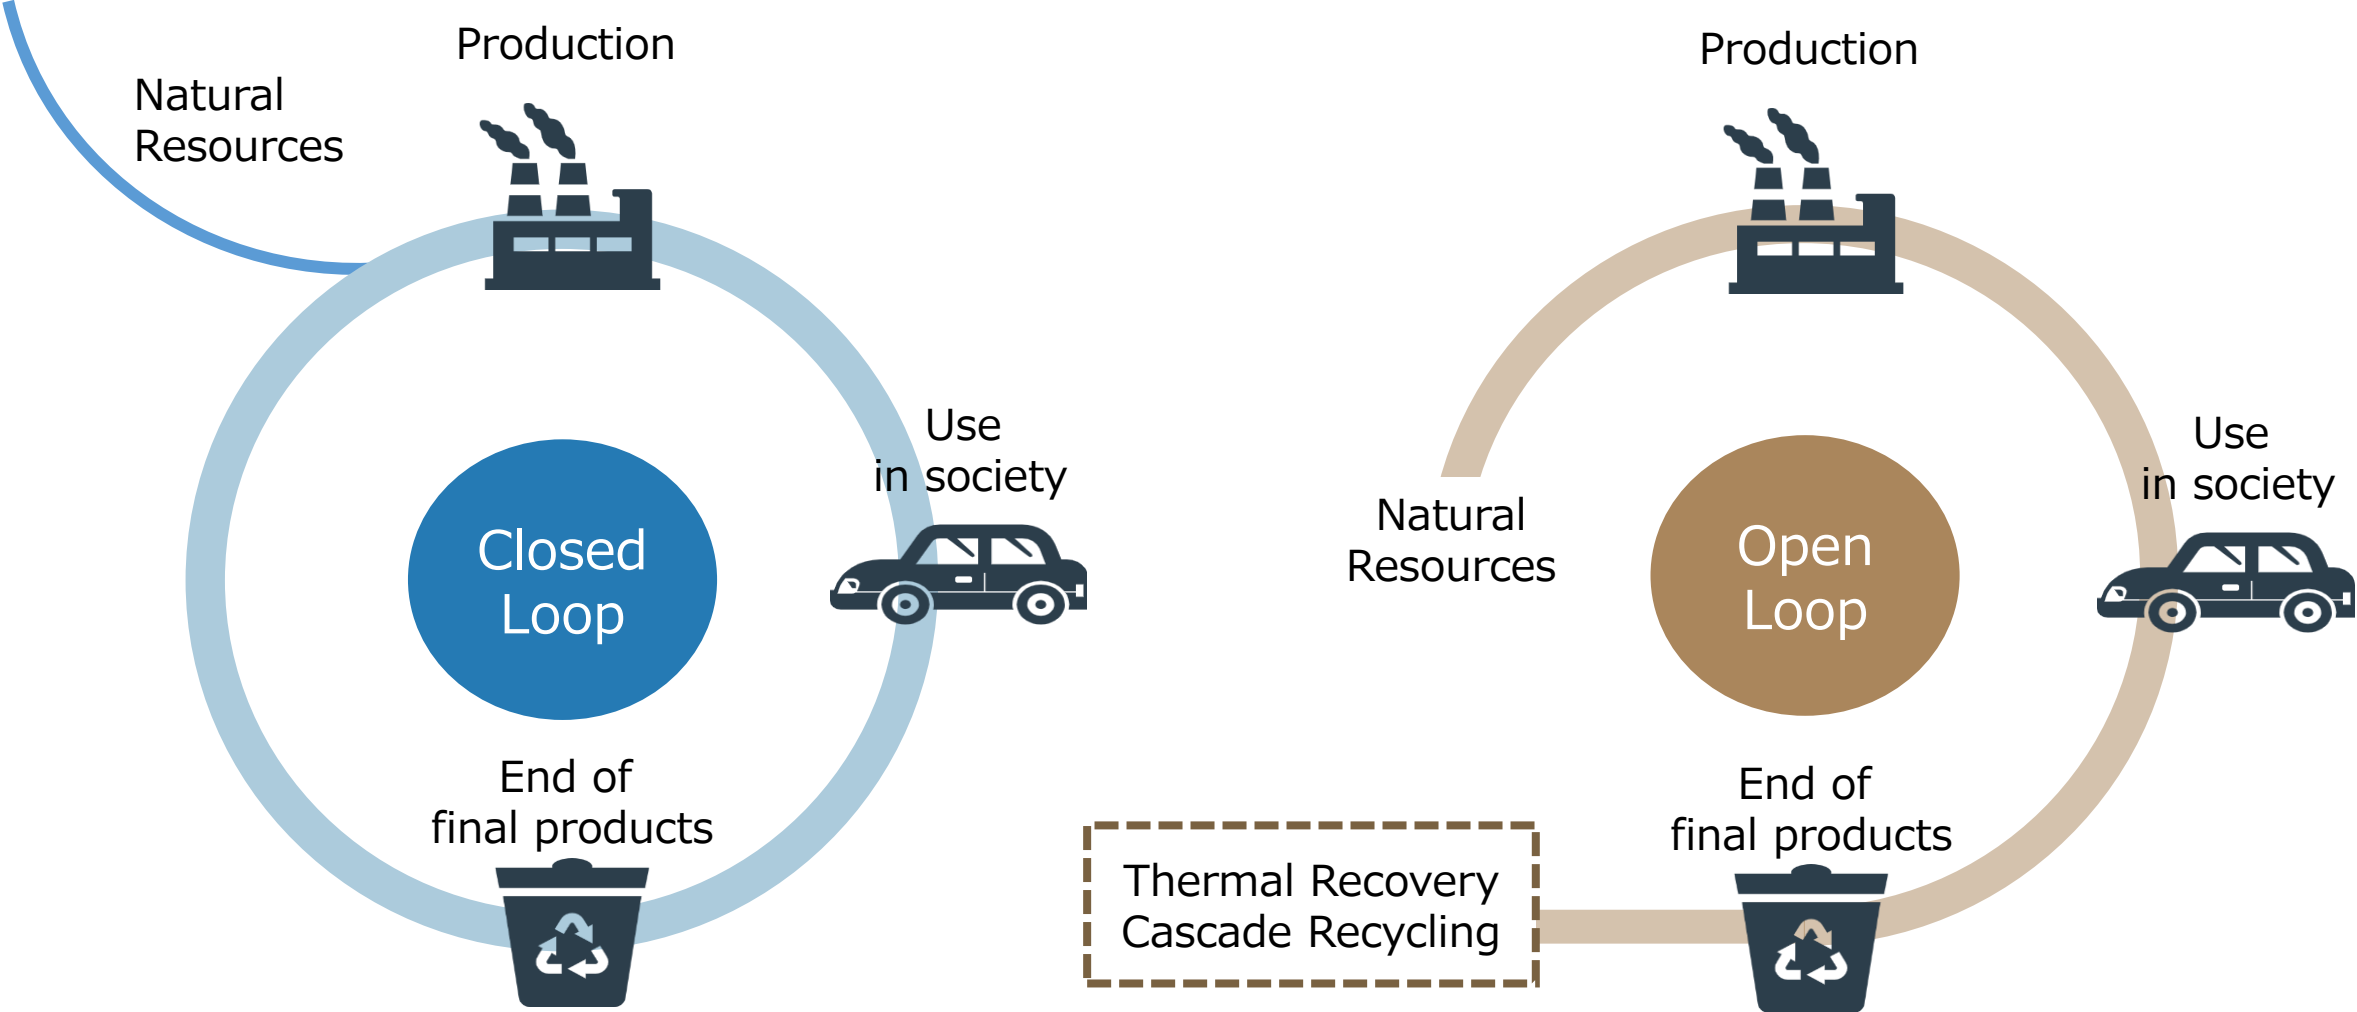 Production
Natural
Resources
Use
in society
Closed
Loop
End of
final products
Production
Use
in society
Natural
Resources
Open
Loop
End of
final products
Thermal Recovery
Cascade Recycling